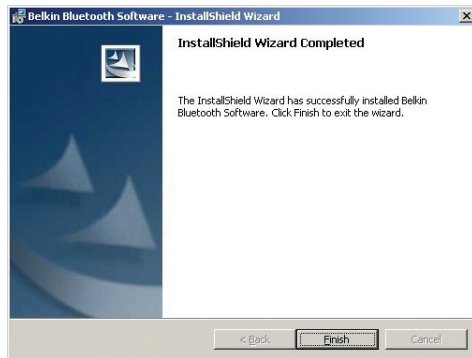 Belkin Bluetooth Software - InstallShield Wizard
InstallShield Wizard Completed
The InstallShield Wizard has successfully installed Belkin
Bluetooth Software. Click Finish to exit the wizard.
< Back
Finish
Cancel